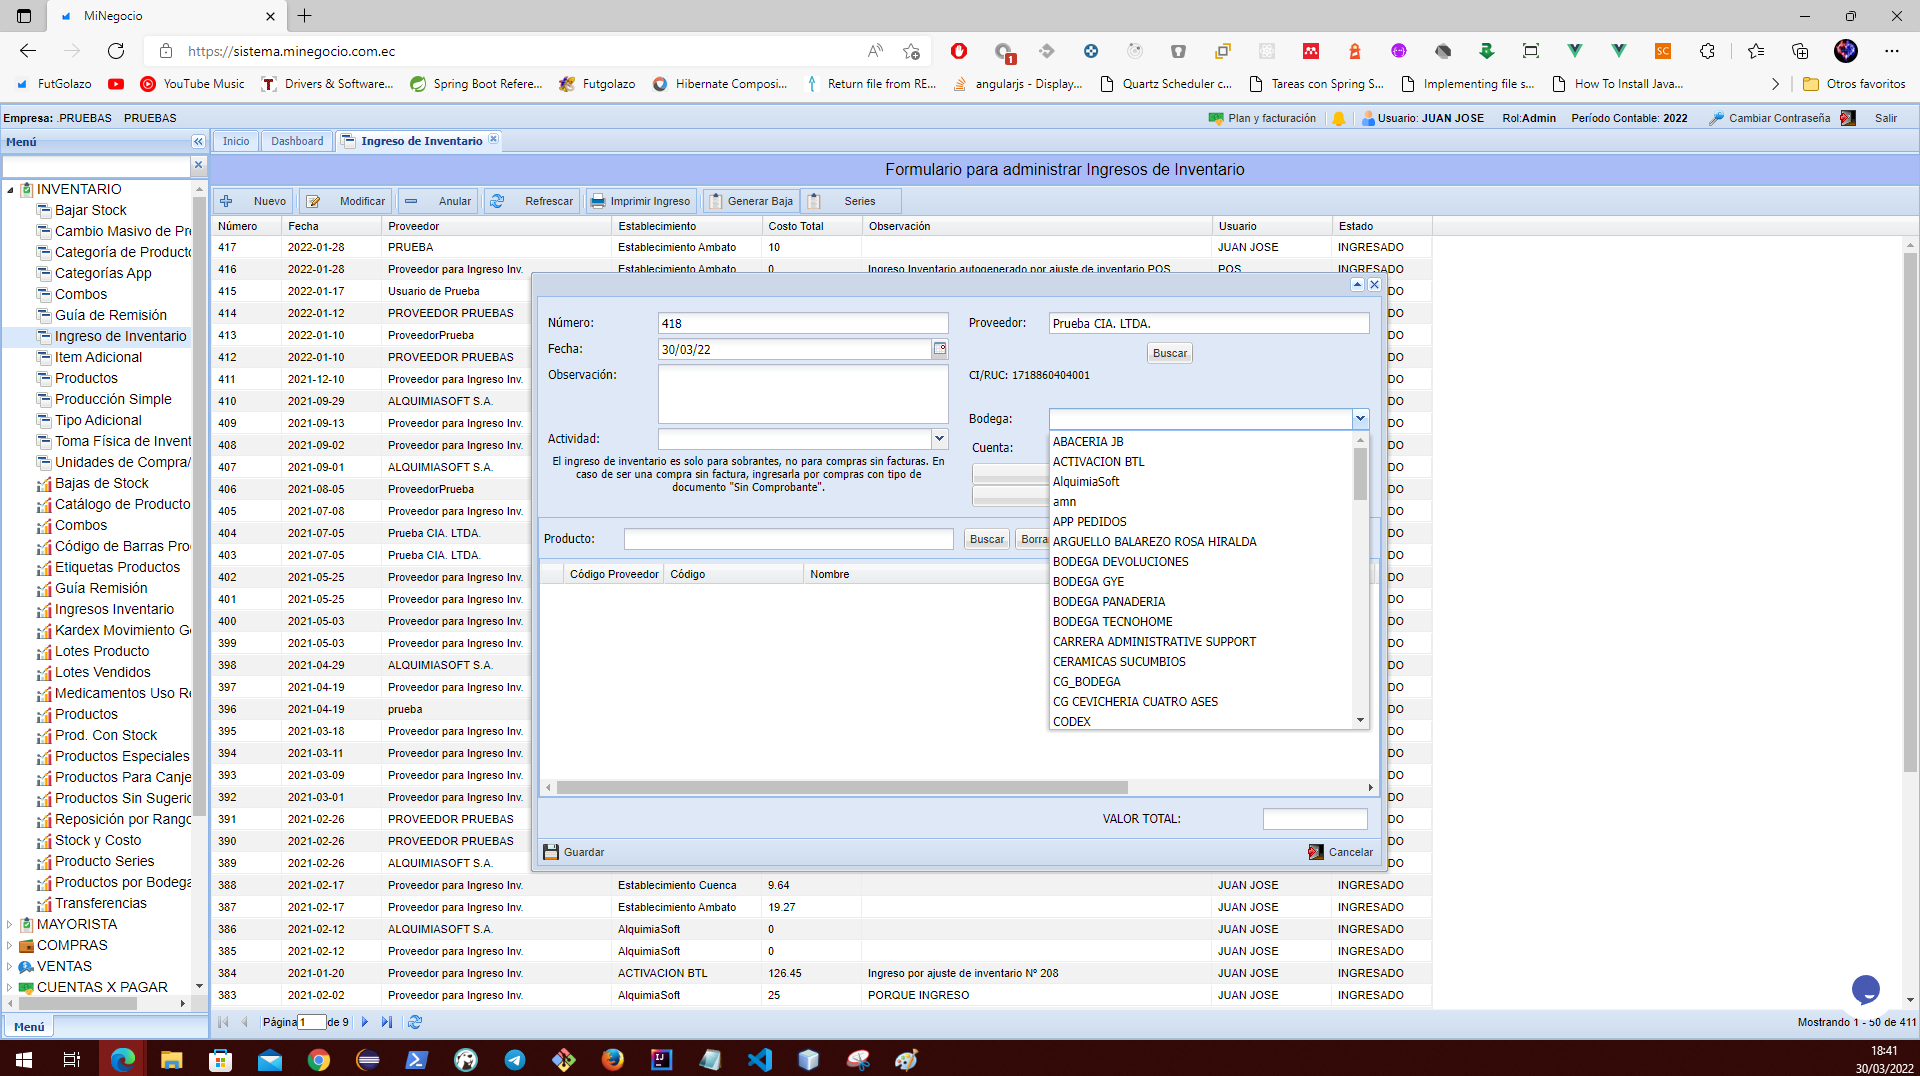 MiNegocio
https://sistema.minegocio.com.ec
FutGolazo
YouTube Music
Drivers & Software...
Spring Boot Refere...
Futgolazo
Hibernate Composi...
Return file from RE...
angularjs - Display...
Quartz Scheduler c...
Tareas con Spring S...
Implementing file s...
How To Install Java...
Otros favoritos
Empresa: .PRUEBAS PRUEBAS
Plan y facturación
Usuario: JUAN JOSE
Rol:Admin
Período Contable: 2022
Cambiar Contraseña
Salir
Menú
Inicio
Dashboard
Ingreso de Inventario
Formulario para administrar Ingresos de Inventario
INVENTARIO
Bajar Stock
Cambio Masivo de Pre
Categoría de Producto
Categorías App
Combos
Guía de Remisión
Ingreso de Inventario
Item Adicional
Productos
Producción Simple
Tipo Adicional
Toma Física de Invent
Unidades de Compra/
Bajas de Stock
Catálogo de Producto
Combos
Código de Barras Pro
Etiquetas Productos
Guía Remisión
Ingresos Inventario
Kardex Movimiento Ge
Lotes Producto
Lotes Vendidos
Medicamentos Uso Re
Productos
Prod. Con Stock
Productos Especiales
Productos Para Canje
Productos Sin Sugerid
Reposición por Rango
Stock y Costo
Producto Series
Productos por Bodega
Transferencias
MAYORISTA
COMPRAS
VENTAS
CUENTAS X PAGAR
Menú
Nuevo
Modificar
Anular
Refrescar
Imprimir Ingreso
Generar Baja
Series
Número Fecha Proveedor Establecimiento Costo Total Observación Usuario Estado
417 2022-01-28 PRUEBA Establecimiento Ambato 10 JUAN JOSE INGRESADO
416 2022-01-28 Proveedor para Ingreso Inv. Establecimiento Ambato 0 Ingreso Inventario autogenerado por ajuste de inventario POS POS INGRESADO
415 2022-01-17 Usuario de Prueba DO
414 2022-01-12 PROVEEDOR PRUEBAS DO
413 2022-01-10 ProveedorPrueba DO
412 2022-01-10 PROVEEDOR PRUEBAS DO
411 2021-12-10 Proveedor para Ingreso Inv. DO
410 2021-09-29 ALQUIMIASOFT S.A. DO
409 2021-09-13 Proveedor para Ingreso Inv. DO
408 2021-09-02 Proveedor para Ingreso Inv. DO
407 2021-09-01 ALQUIMIASOFT S.A. DO
406 2021-08-05 ProveedorPrueba DO
405 2021-07-08 Proveedor para Ingreso Inv. DO
404 2021-07-05 Prueba CIA. LTDA. DO
403 2021-07-05 Prueba CIA. LTDA. DO
402 2021-05-25 Proveedor para Ingreso Inv. DO
401 2021-05-25 Proveedor para Ingreso Inv. DO
400 2021-05-03 Proveedor para Ingreso Inv. DO
399 2021-05-03 Proveedor para Ingreso Inv. DO
398 2021-04-29 ALQUIMIASOFT S.A. DO
397 2021-04-19 Proveedor para Ingreso Inv. DO
396 2021-04-19 prueba DO
395 2021-03-18 Proveedor para Ingreso Inv. DO
394 2021-03-11 Proveedor para Ingreso Inv. DO
393 2021-03-09 Proveedor para Ingreso Inv. DO
392 2021-03-01 Proveedor para Ingreso Inv. DO
391 2021-02-26 PROVEEDOR PRUEBAS DO
390 2021-02-26 PROVEEDOR PRUEBAS DO
389 2021-02-26 ALQUIMIASOFT S.A. DO
388 2021-02-17 Proveedor para Ingreso Inv. Establecimiento Cuenca 9.64 JUAN JOSE INGRESADO
387 2021-02-17 Proveedor para Ingreso Inv. Establecimiento Ambato 19.27 JUAN JOSE INGRESADO
386 2021-02-12 ALQUIMIASOFT S.A. AlquimiaSoft 0 JUAN JOSE INGRESADO
385 2021-02-12 Proveedor para Ingreso Inv. AlquimiaSoft 0 JUAN JOSE INGRESADO
384 2021-01-20 Proveedor para Ingreso Inv. ACTIVACION BTL 126.45 Ingreso por ajuste de inventario Nº 208 JUAN JOSE INGRESADO
383 2021-02-02 Proveedor para Ingreso Inv. AlquimiaSoft 25 PORQUE INGRESO JUAN JOSE INGRESADO
Número: 418
Fecha: 30/03/22
Observación:
Actividad:
El ingreso de inventario es solo para sobrantes, no para compras sin facturas. En
caso de ser una compra sin factura, ingresarla por compras con tipo de
documento "Sin Comprobante".
Proveedor: Prueba CIA. LTDA.
Buscar
CI/RUC: 1718860404001
Bodega:
Cuenta:
ABACERIA JB
ACTIVACION BTL
AlquimiaSoft
amn
APP PEDIDOS
ARGUELLO BALAREZO ROSA HIRALDA
BODEGA DEVOLUCIONES
BODEGA GYE
BODEGA PANADERIA
BODEGA TECNOHOME
CARRERA ADMINISTRATIVE SUPPORT
CERAMICAS SUCUMBIOS
CG_BODEGA
CG CEVICHERIA CUATRO ASES
CODEX
Producto:
Buscar
Borra
Código Proveedor Código Nombre
VALOR TOTAL:
Guardar
Cancelar
Página 1 de 9
Mostrando 1 - 50 de 411
18:41
30/03/2022